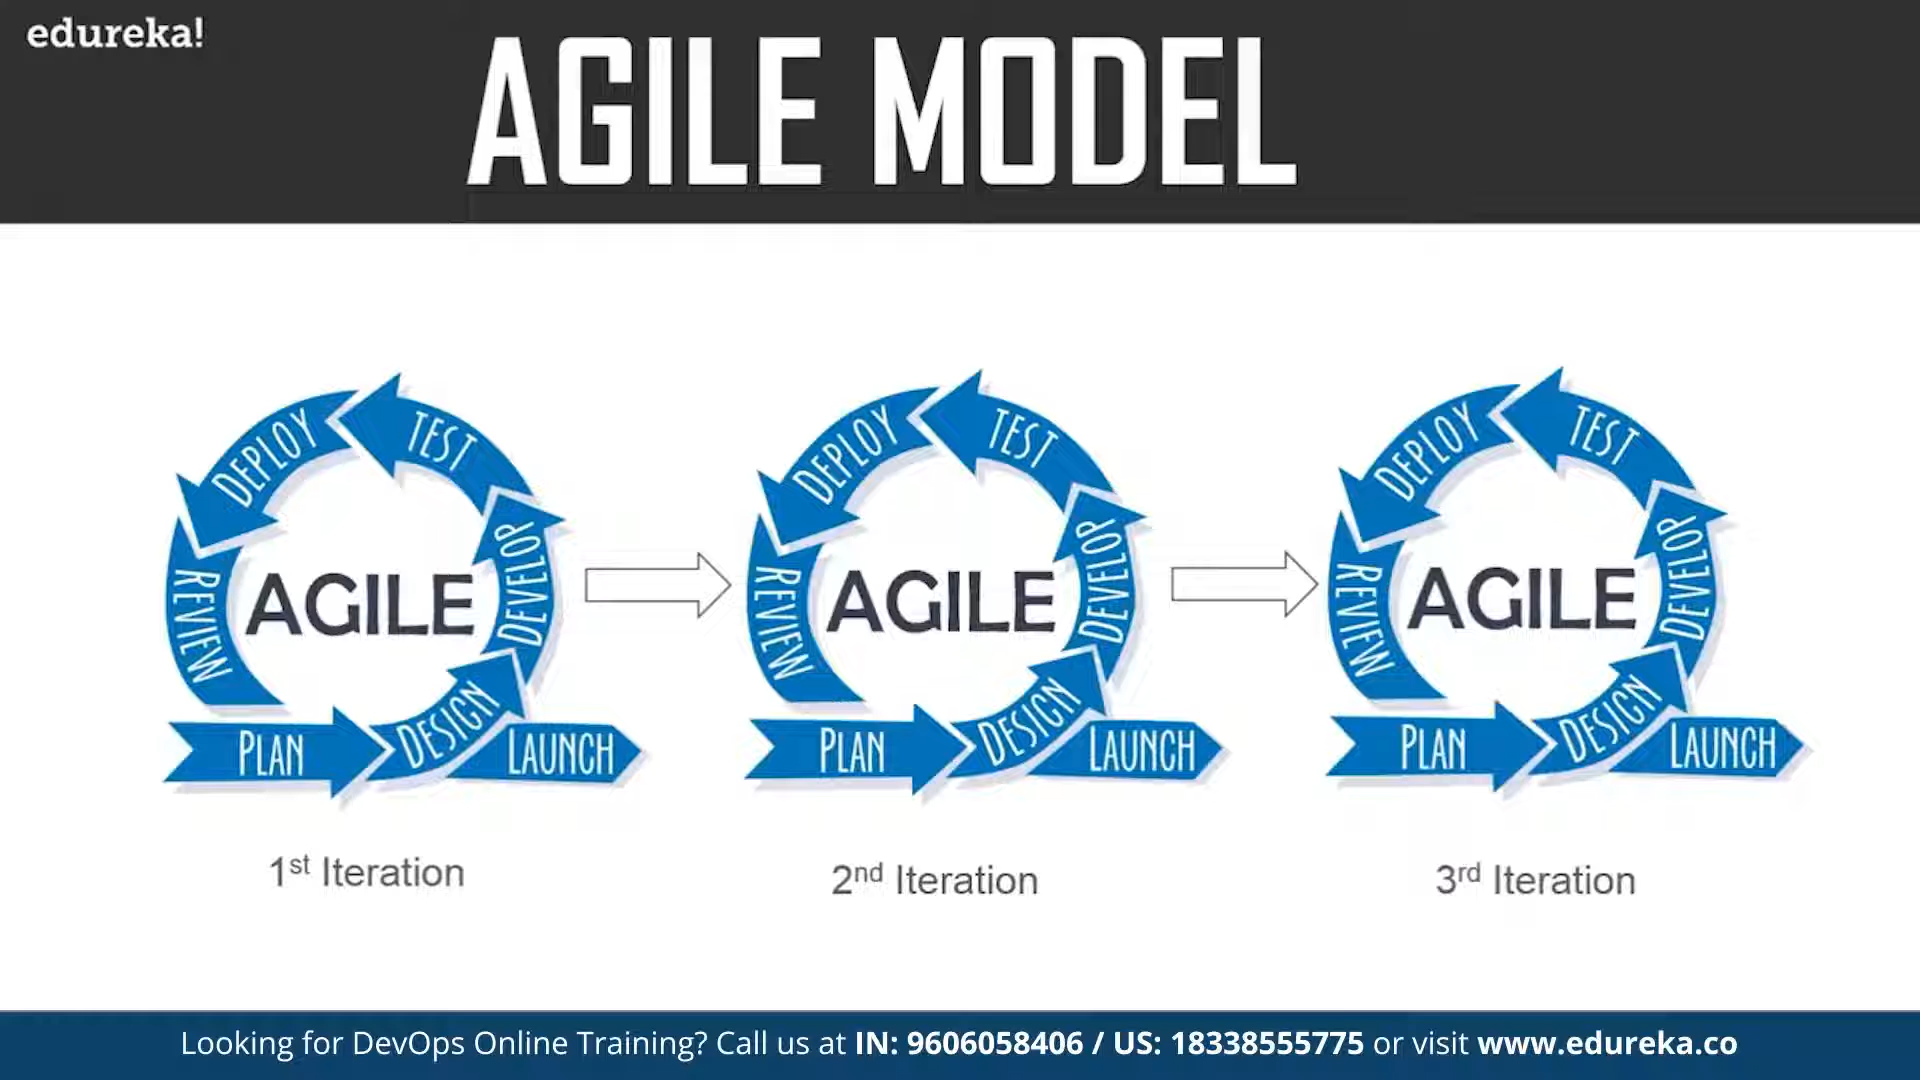 edureka!
AGILE MODEL
DEPLOY
TEST
REVIEW
AGILE
DEVELOP
PLAN
DESIGN
LAUNCH
1st Iteration
DEPLOY
TEST
REVIEW
AGILE
DEVELOP
PLAN
DESIGN
LAUNCH
2nd Iteration
DEPLOY
TEST
REVIEW
AGILE
DEVELOP
PLAN
DESIGN
LAUNCH
3rd Iteration
Looking for DevOps Online Training? Call us at IN: 9606058406 / US: 18338555775 or visit www.edureka.co